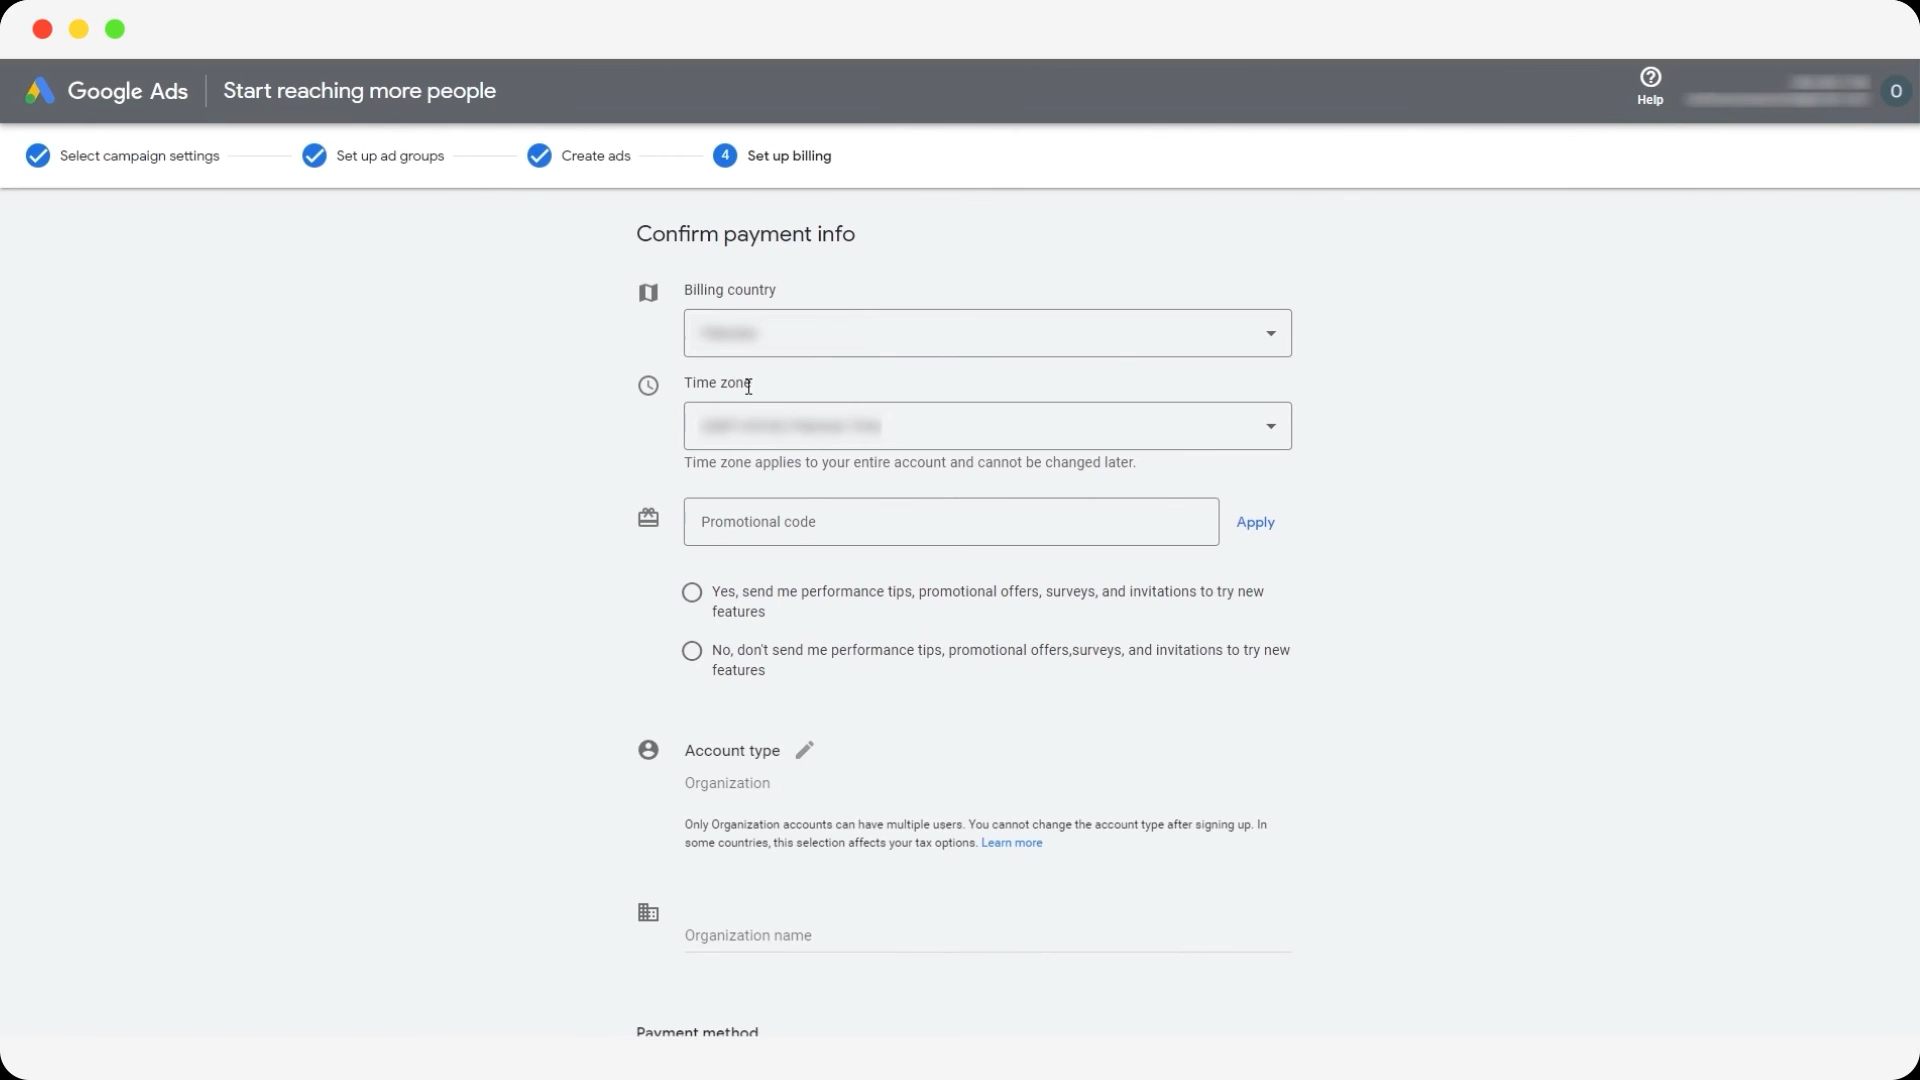 Google Ads
Start reaching more people
Help
O
Select campaign settings
Set up ad groups
Create ads
4
Set up billing
Confirm payment info
Billing country
Time zone
Time zone applies to your entire account and cannot be changed later.
Promotional code
Apply
Yes, send me performance tips, promotional offers, surveys, and invitations to try new
features
No, don't send me performance tips, promotional offers,surveys, and invitations to try new
features
Account type
Organization
Only Organization accounts can have multiple users. You cannot change the account type after signing up. In
some countries, this selection affects your tax options. Learn more
Organization name
Payment method